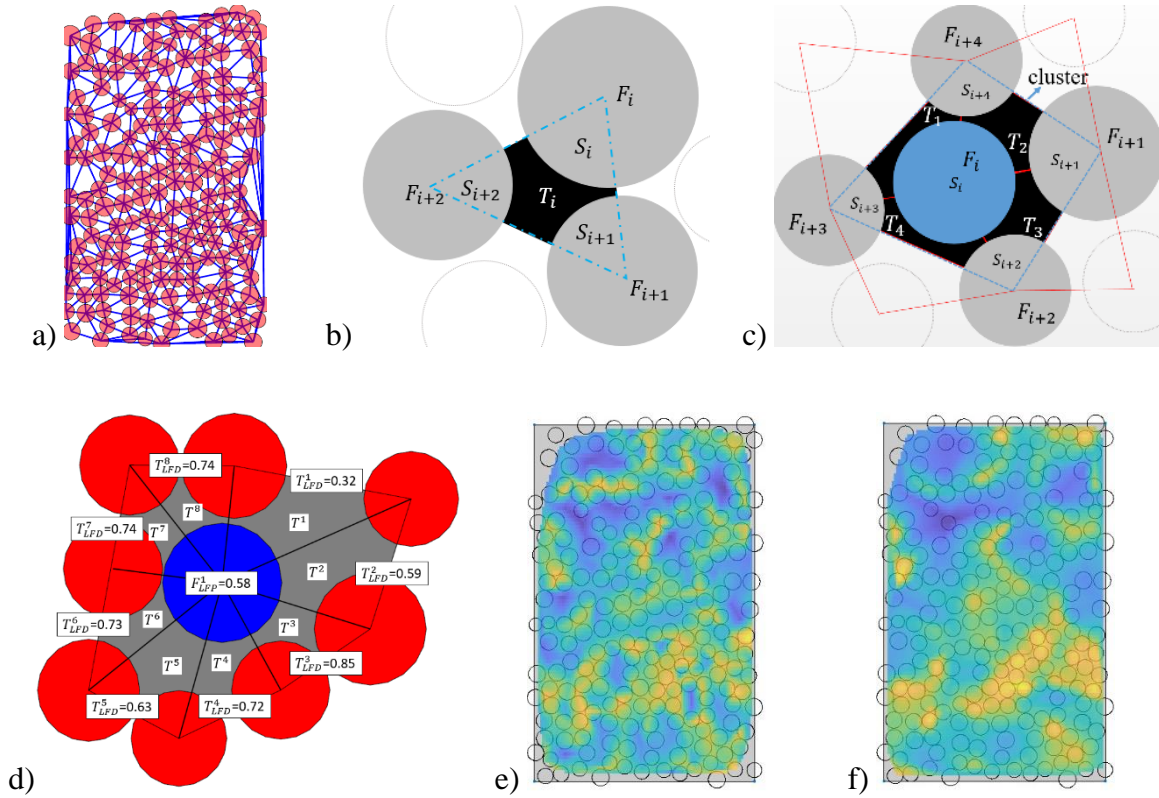 a)
b)
F_i
S_i
F_{i+2}
S_{i+2}
T_i
S_{i+1}
F_{i+1}
c)
F_{i+4}
cluster
S_{i+4}
T_1
T_2
F_{i+1}
S_{i+1}
F_i
S_i
F_{i+3}
S_{i+3}
T_4
T_3
S_{i+2}
F_{i+2}
d)
T^8_{LFD}=0.74
T^1_{LFD}=0.32
T^8
T^1
T^7_{LFD}=0.74
T^7
T^2
T^2_{LFD}=0.59
F^1_{LFP}=0.58
T^6_{LFD}=0.73
T^6
T^3
T^5
T^4
T^3_{LFD}=0.85
T^5_{LFD}=0.63
T^4_{LFD}=0.72
e)
f)